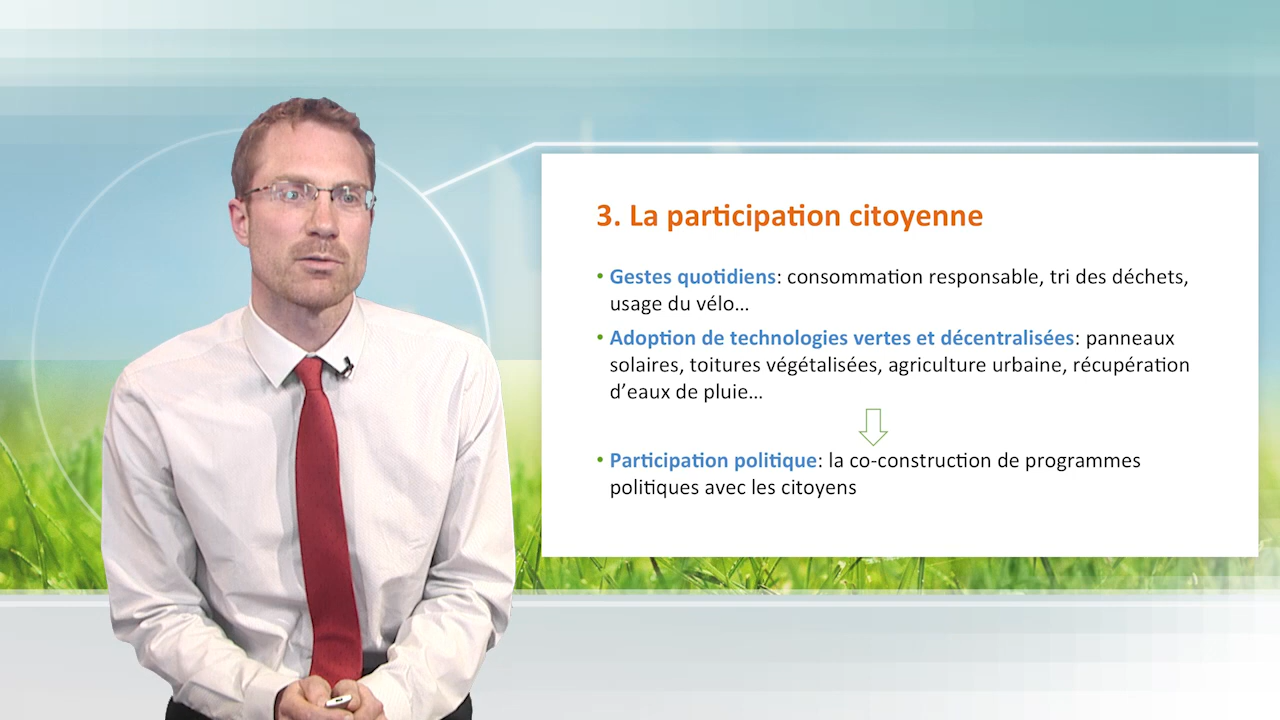 3. La participation citoyenne
• Gestes quotidiens: consommation responsable, tri des déchets,
usage du vélo…
• Adoption de technologies vertes et décentralisées: panneaux
solaires, toitures végétalisées, agriculture urbaine, récupération
d’eaux de pluie…
• Participation politique: la co-construction de programmes
politiques avec les citoyens